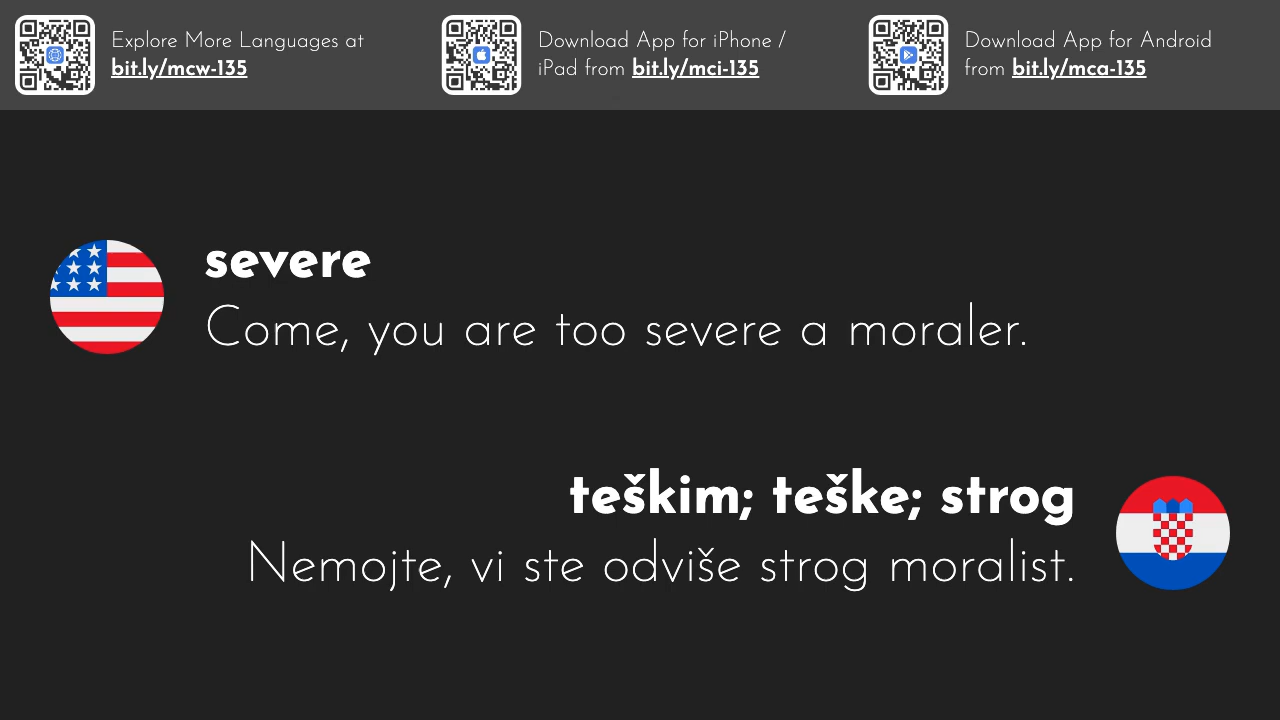 Explore More Languages at
bit.ly/mcw-135
Download App for iPhone /
iPad from bit.ly/mci-135
Download App for Android
from bit.ly/mca-135
severe
Come, you are too severe a moraler.
teškim; teške; strog
Nemojte, vi ste odviše strog moralist.